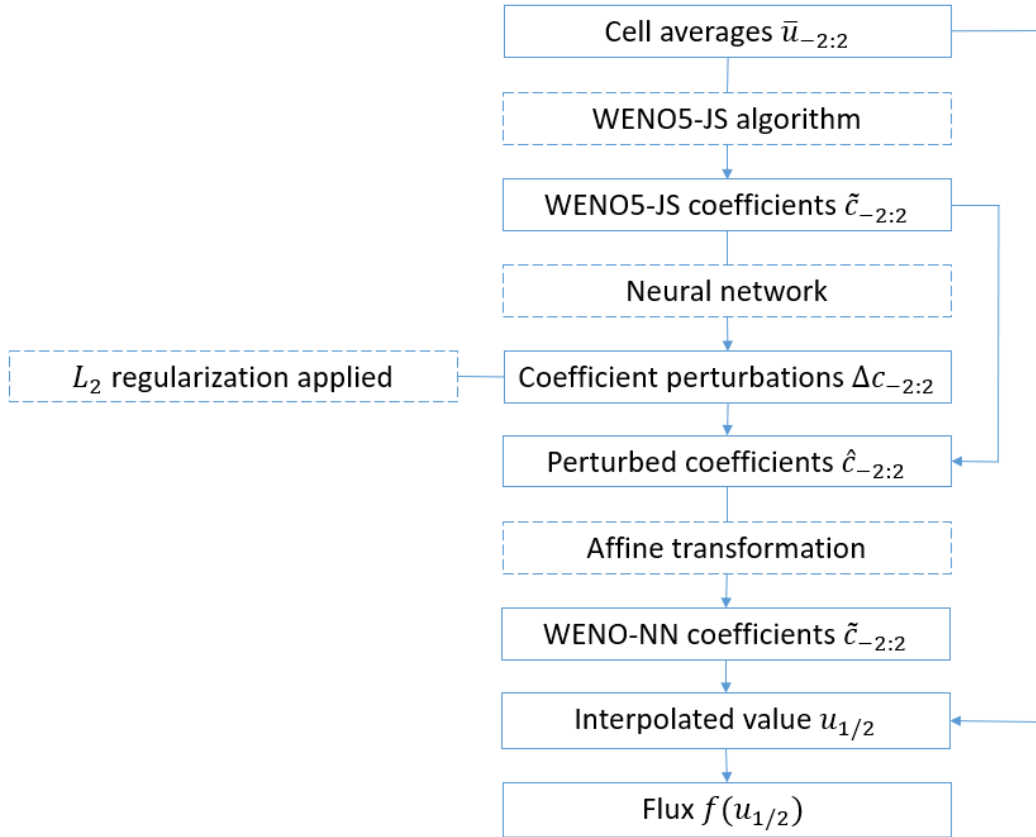 Cell averages ū₋₂:₂
WENO5-JS algorithm
WENO5-JS coefficients c̃₋₂:₂
Neural network
L₂ regularization applied
Coefficient perturbations Δc₋₂:₂
Perturbed coefficients ĉ₋₂:₂
Affine transformation
WENO-NN coefficients c̃₋₂:₂
Interpolated value u₁/₂
Flux f(u₁/₂)